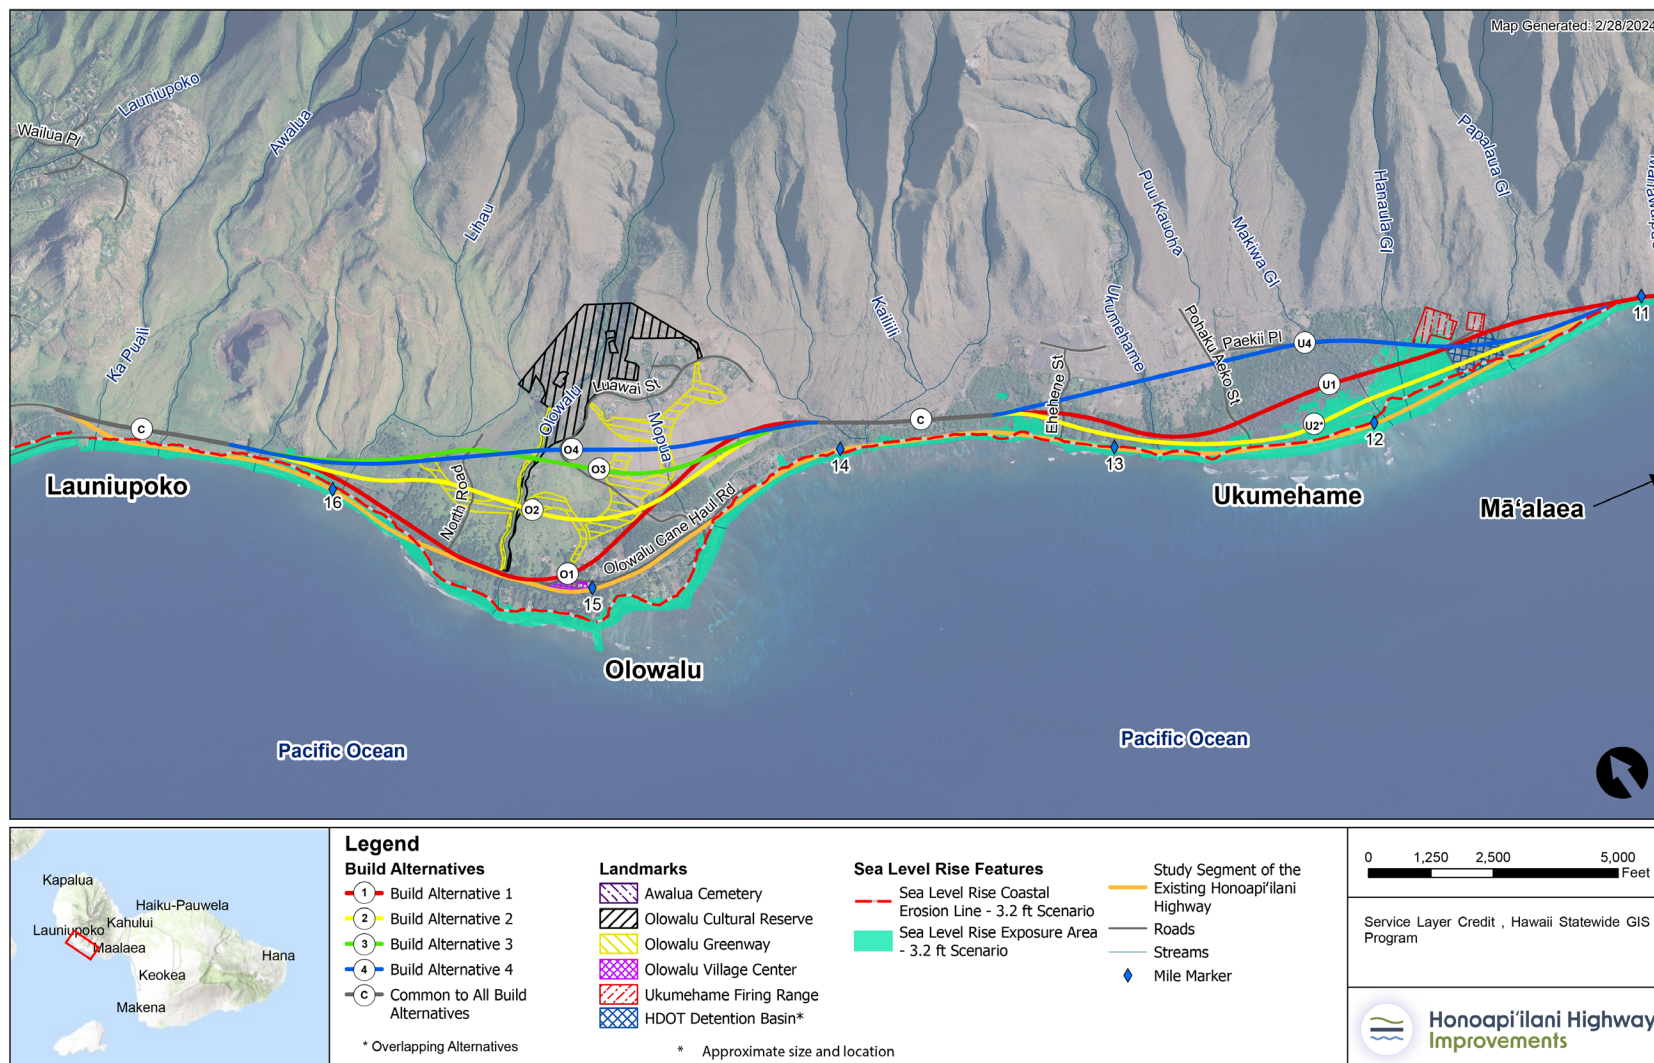 Map Generated: 2/28/2024
Launiupoko
Wailua Pl
Awalua
Lihau
Ka Puali
Kailiili
Ukumehame
Puu Kauoha
Makiwa Gl
Hanaula Gl
Papalaua Gl
Pohaku Aeko St
Paekii Pl
Ehehene St
Luawai St
Olowalu
Mopua
North Road
Olowalu Cane Haul Rd
C
O4
O3
O2
O1
C
U4
U1
U2*
11
12
13
14
15
16
Launiupoko
Olowalu
Ukumehame
Mā‘alaea
Pacific Ocean
Pacific Ocean
Kapalua
Haiku-Pauwela
Kahului
Launiupoko
Maalaea
Hana
Keokea
Makena
Legend
Build Alternatives
1 Build Alternative 1
2 Build Alternative 2
3 Build Alternative 3
4 Build Alternative 4
C Common to All Build
Alternatives
* Overlapping Alternatives
Landmarks
Awalua Cemetery
Olowalu Cultural Reserve
Olowalu Greenway
Olowalu Village Center
Ukumehame Firing Range
HDOT Detention Basin*
* Approximate size and location
Sea Level Rise Features
Sea Level Rise Coastal
Erosion Line - 3.2 ft Scenario
Sea Level Rise Exposure Area
- 3.2 ft Scenario
Study Segment of the
Existing Honoapi‘ilani
Highway
Roads
Streams
Mile Marker
0 1,250 2,500 5,000
Feet
Service Layer Credit , Hawaii Statewide GIS
Program
Honoapi‘ilani Highway
Improvements